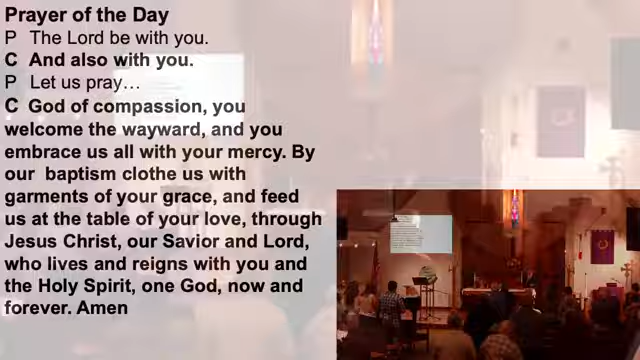 Prayer of the Day
P The Lord be with you.
C And also with you.
P Let us pray…
C God of compassion, you
welcome the wayward, and you
embrace us all with your mercy. By
our baptism clothe us with
garments of your grace, and feed
us at the table of your love, through
Jesus Christ, our Savior and Lord,
who lives and reigns with you and
the Holy Spirit, one God, now and
forever. Amen